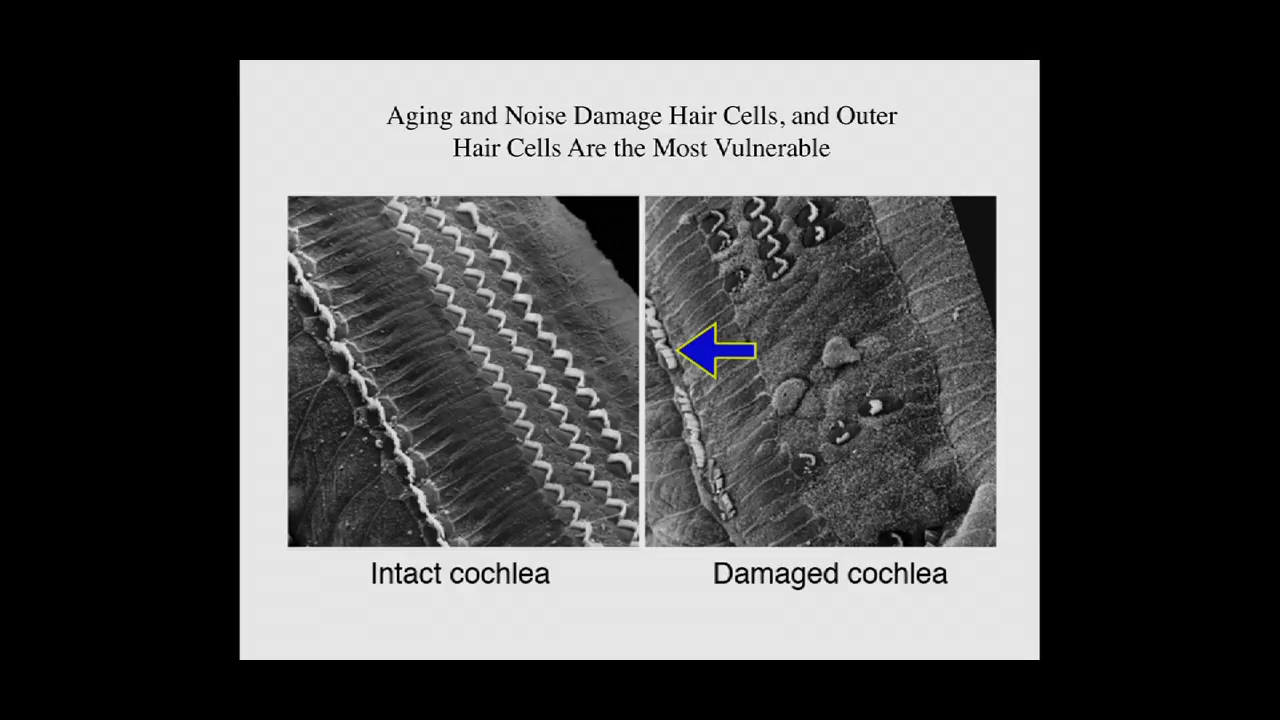 Aging and Noise Damage Hair Cells, and Outer
Hair Cells Are the Most Vulnerable
Intact cochlea
Damaged cochlea